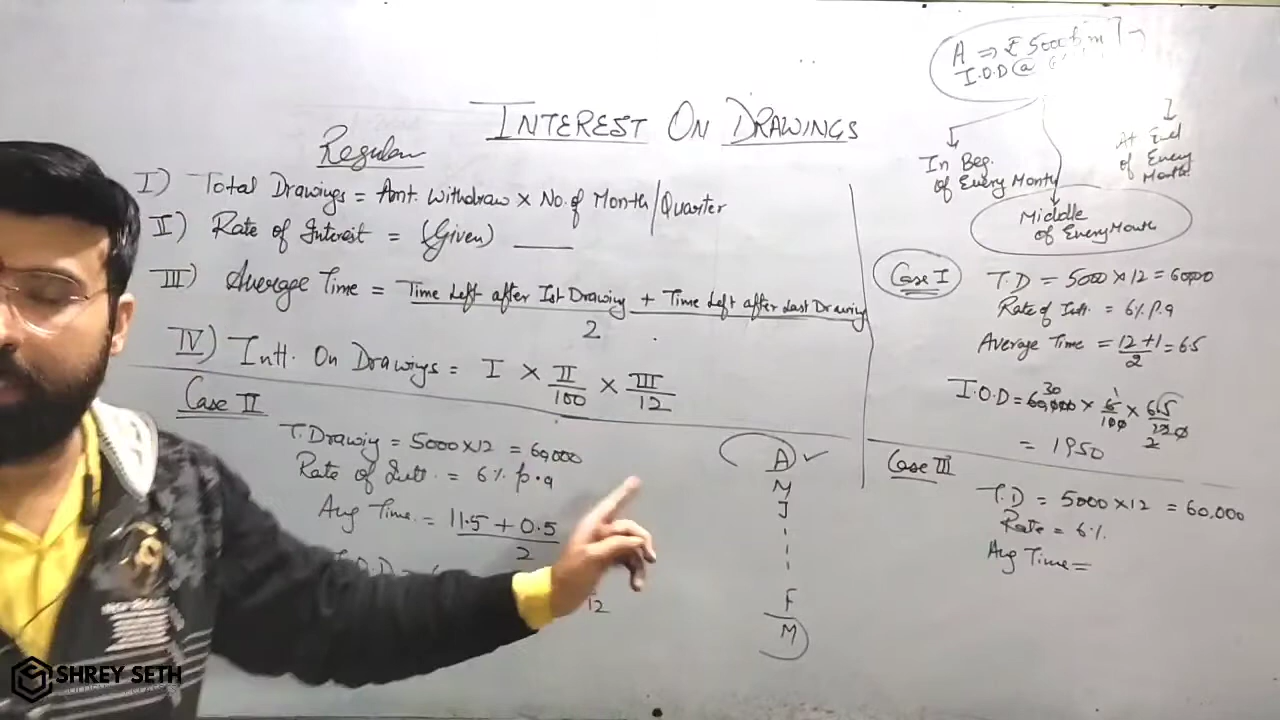 INTEREST ON DRAWINGS
Regular
I) Total Drawings = Amt. Withdraw × No. of Month/Quarter
II) Rate of Interest = (Given) ____
III) Average Time = Time Left after Ist Drawing + Time Left after Last Drawing
2
IV) Intt. On Drawings = I × II/100 × III/12
Case II
T. Drawing = 5000×12 = 60,000
Rate of Intt. = 6% p.a
Avg Time = 11.5 + 0.5
2
12
A ✓
M
J
F
M
A ⇒ ₹ 5000
I.O.D @
In Beg. of Every Month
Middle of Every Month
At End of Every Month
Case I
T.D = 5000×12 = 60,000
Rate of Intt. = 6% P.a
Average Time = 12+1/2 = 6.5
I.O.D = 60,000 × 6/100 × 6.5
= 1950
Case III
T.D = 5000×12 = 60,000
Rate = 6%
Avg Time =
SHREY SETH